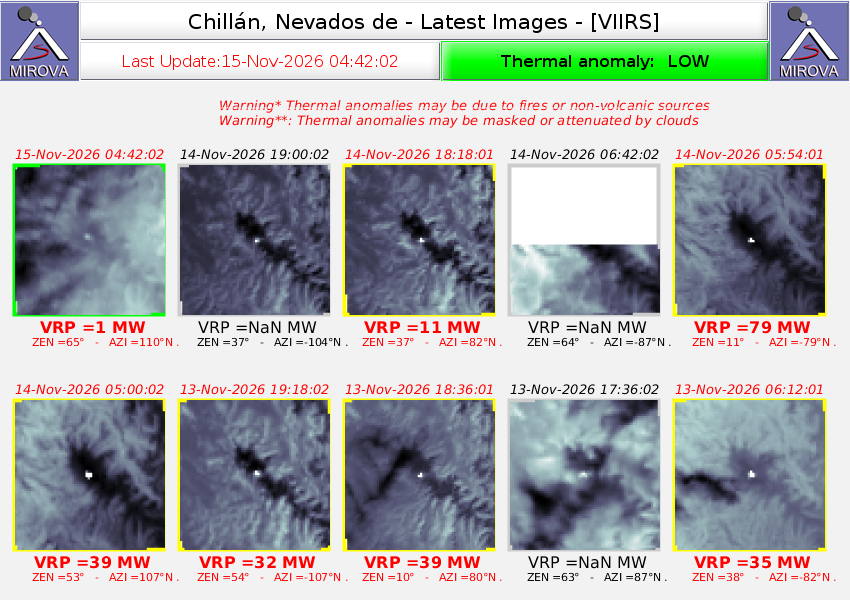 Chillán, Nevados de - Latest Images - [VIIRS]
MIROVA
Last Update:15-Nov-2026 04:42:02
Thermal anomaly: LOW
MIROVA
Warning* Thermal anomalies may be due to fires or non-volcanic sources
Warning**: Thermal anomalies may be masked or attenuated by clouds
15-Nov-2026 04:42:02
14-Nov-2026 19:00:02
14-Nov-2026 18:18:01
14-Nov-2026 06:42:02
14-Nov-2026 05:54:01
VRP =1 MW
VRP =NaN MW
VRP =11 MW
VRP =NaN MW
VRP =79 MW
ZEN =65° - AZI =110°N .
ZEN =37° - AZI =-104°N .
ZEN =37° - AZI =82°N .
ZEN =64° - AZI =-87°N .
ZEN =11° - AZI =-79°N .
14-Nov-2026 05:00:02
13-Nov-2026 19:18:02
13-Nov-2026 18:36:01
13-Nov-2026 17:36:02
13-Nov-2026 06:12:01
VRP =39 MW
VRP =32 MW
VRP =39 MW
VRP =NaN MW
VRP =35 MW
ZEN =53° - AZI =107°N .
ZEN =54° - AZI =-107°N .
ZEN =10° - AZI =80°N .
ZEN =63° - AZI =87°N .
ZEN =38° - AZI =-82°N .